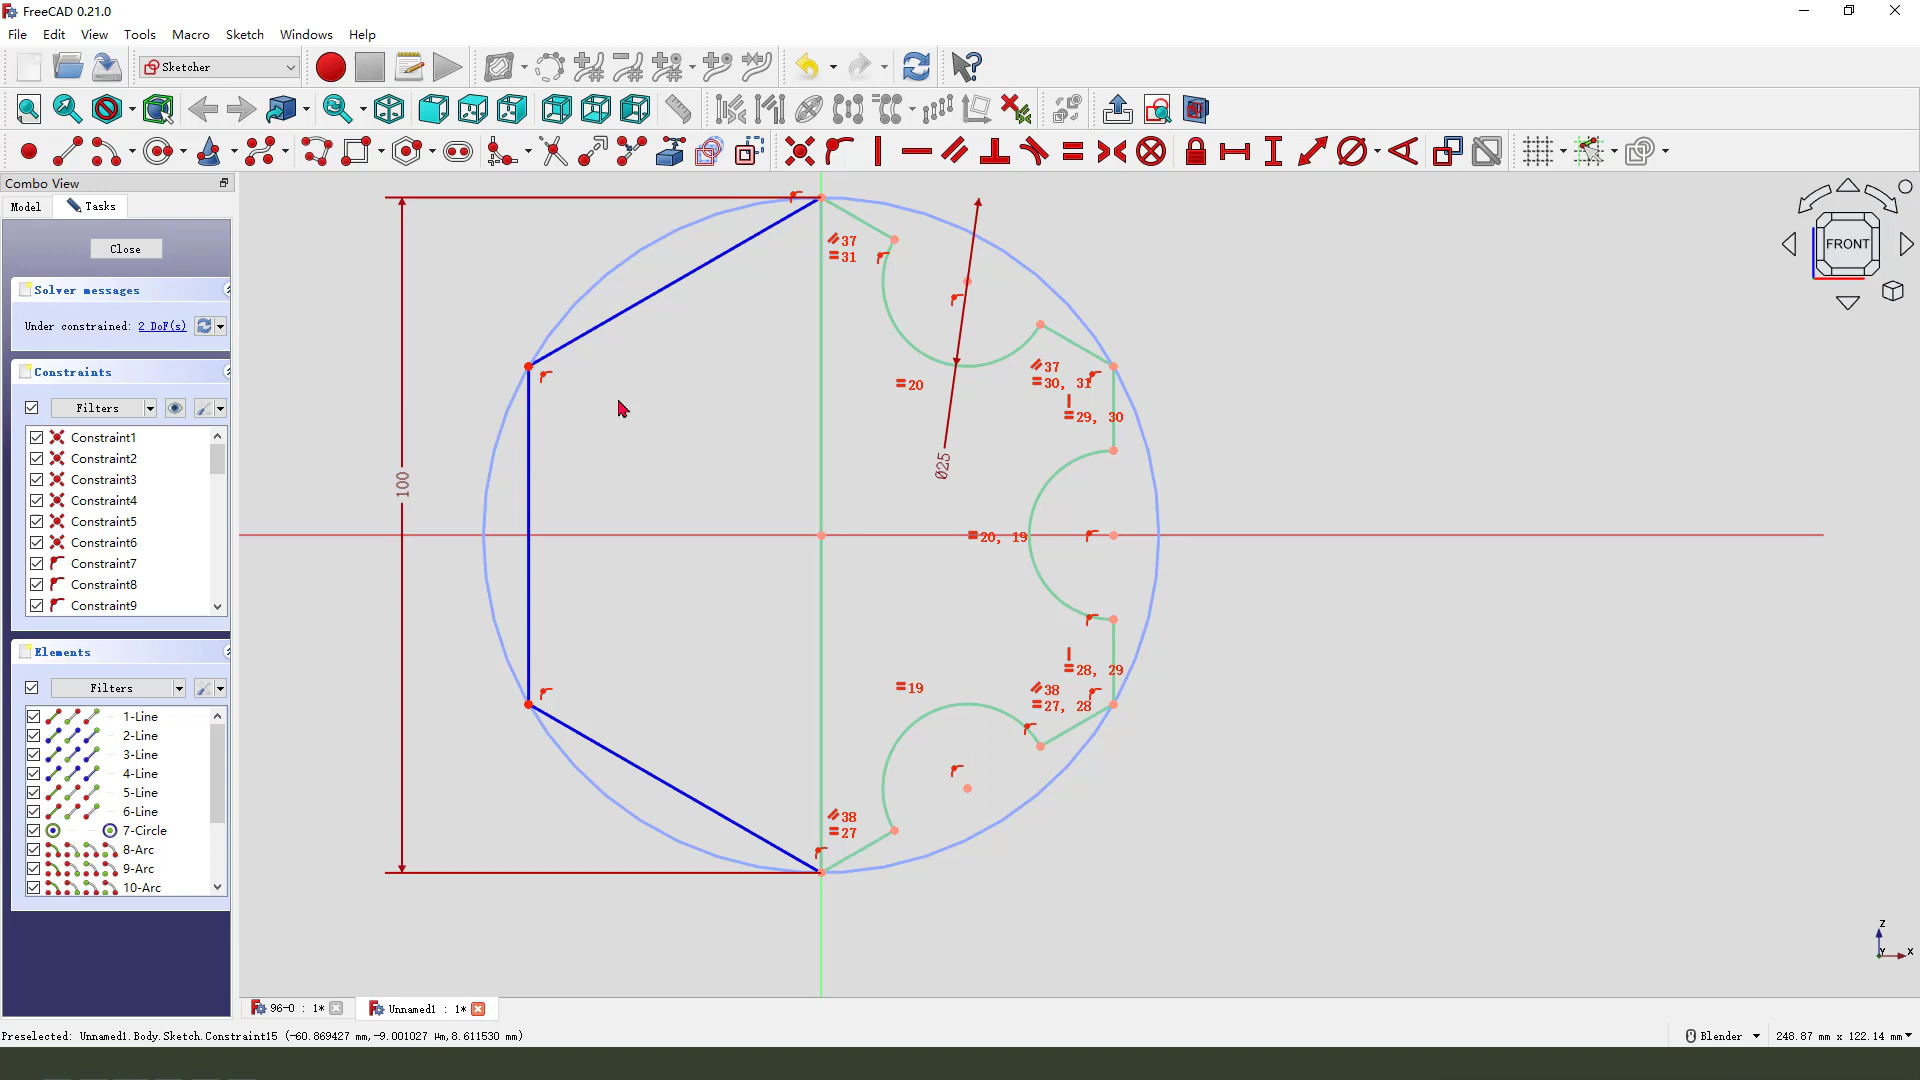 FreeCAD 0.21.0
File Edit View Tools Macro Sketch Windows Help
Sketcher
Combo View
Model Tasks
Close
Solver messages
Under constrained: 2 DoF(s)
Constraints
Filters
Constraint1
Constraint2
Constraint3
Constraint4
Constraint5
Constraint6
Constraint7
Constraint8
Constraint9
Elements
Filters
1-Line
2-Line
3-Line
4-Line
5-Line
6-Line
7-Circle
8-Arc
9-Arc
10-Arc
100
37
31
20
Ø25
37
30, 31
29, 30
20, 19
28, 29
38
27, 28
19
38
27
FRONT
Z
Y
X
96-0 : 1*
Unnamed1 : 1*
Preselected: Unnamed1.Body.Sketch.Constraint15 (-60.869427 mm,-9.001027 µm,8.611530 mm)
Blender
248.87 mm x 122.14 mm